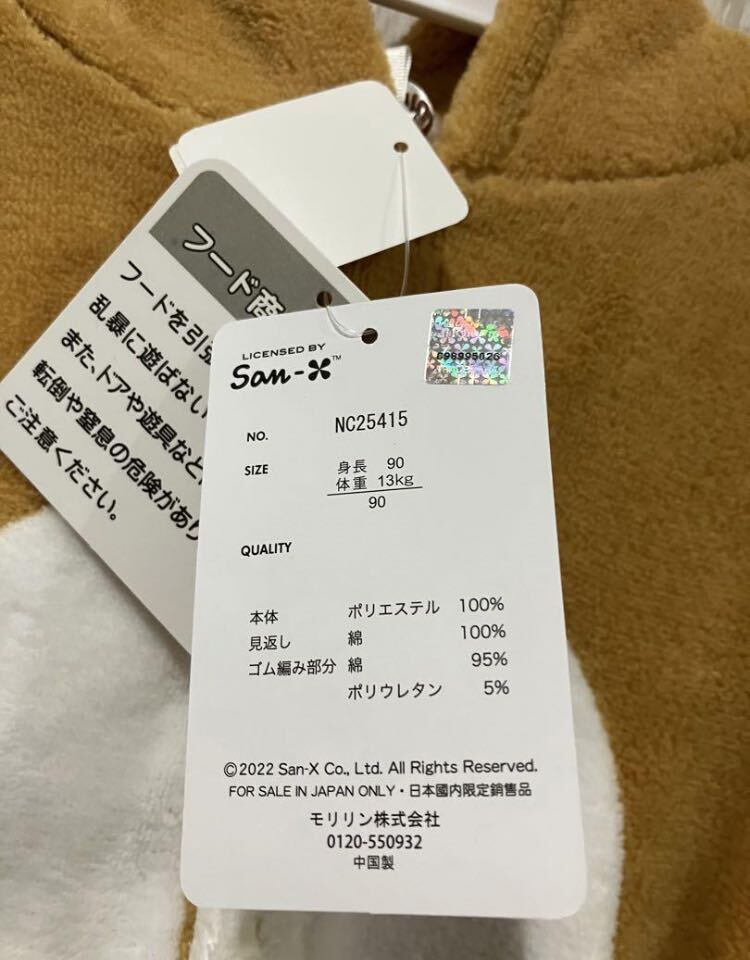 フード商
フードを引
乱暴に遊ばない
また、ドアや遊具など
転倒や窒息の危険があり
ご注意ください。
LICENSED BY
San-X™
NO. NC25415
SIZE 身長 90
体重 13kg
90
QUALITY
本体 ポリエステル 100%
見返し 綿 100%
ゴム編み部分 綿 95%
ポリウレタン 5%
©2022 San-X Co., Ltd. All Rights Reserved.
FOR SALE IN JAPAN ONLY・日本國内限定銷售品
モリリン株式会社
0120-550932
中国製